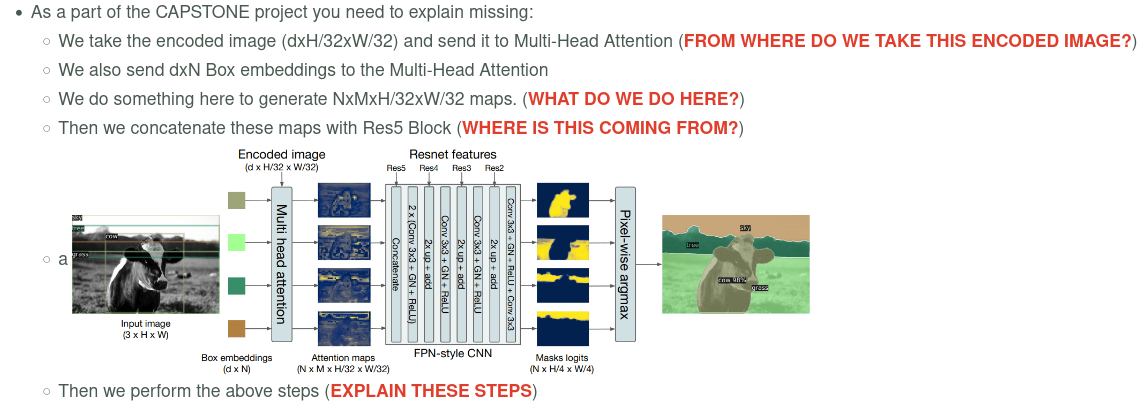 As a part of the CAPSTONE project you need to explain missing:
We take the encoded image (dxH/32xW/32) and send it to Multi-Head Attention (FROM WHERE DO WE TAKE THIS ENCODED IMAGE?)
We also send dxN Box embeddings to the Multi-Head Attention
We do something here to generate NxMxH/32xW/32 maps. (WHAT DO WE DO HERE?)
Then we concatenate these maps with Res5 Block (WHERE IS THIS COMING FROM?)
Encoded image
(d x H/32 x W/32)
Resnet features
Res5 Res4 Res3 Res2
a
sky
tree
cow
grass
Input image
(3 x H x W)
Box embeddings
(d x N)
Multi head attention
Attention maps
(N x M x H/32 x W/32)
Concatenate
2 x (Conv 3x3 + GN + ReLU)
2x up + add
Conv 3x3 + GN + ReLU
2x up + add
Conv 3x3 + GN + ReLU
2x up + add
Conv 3x3 + GN + ReLU + Conv 3x3
FPN-style CNN
Masks logits
(N x H/4 x W/4)
Pixel-wise argmax
sky
tree
cow 98%
grass
Then we perform the above steps (EXPLAIN THESE STEPS)